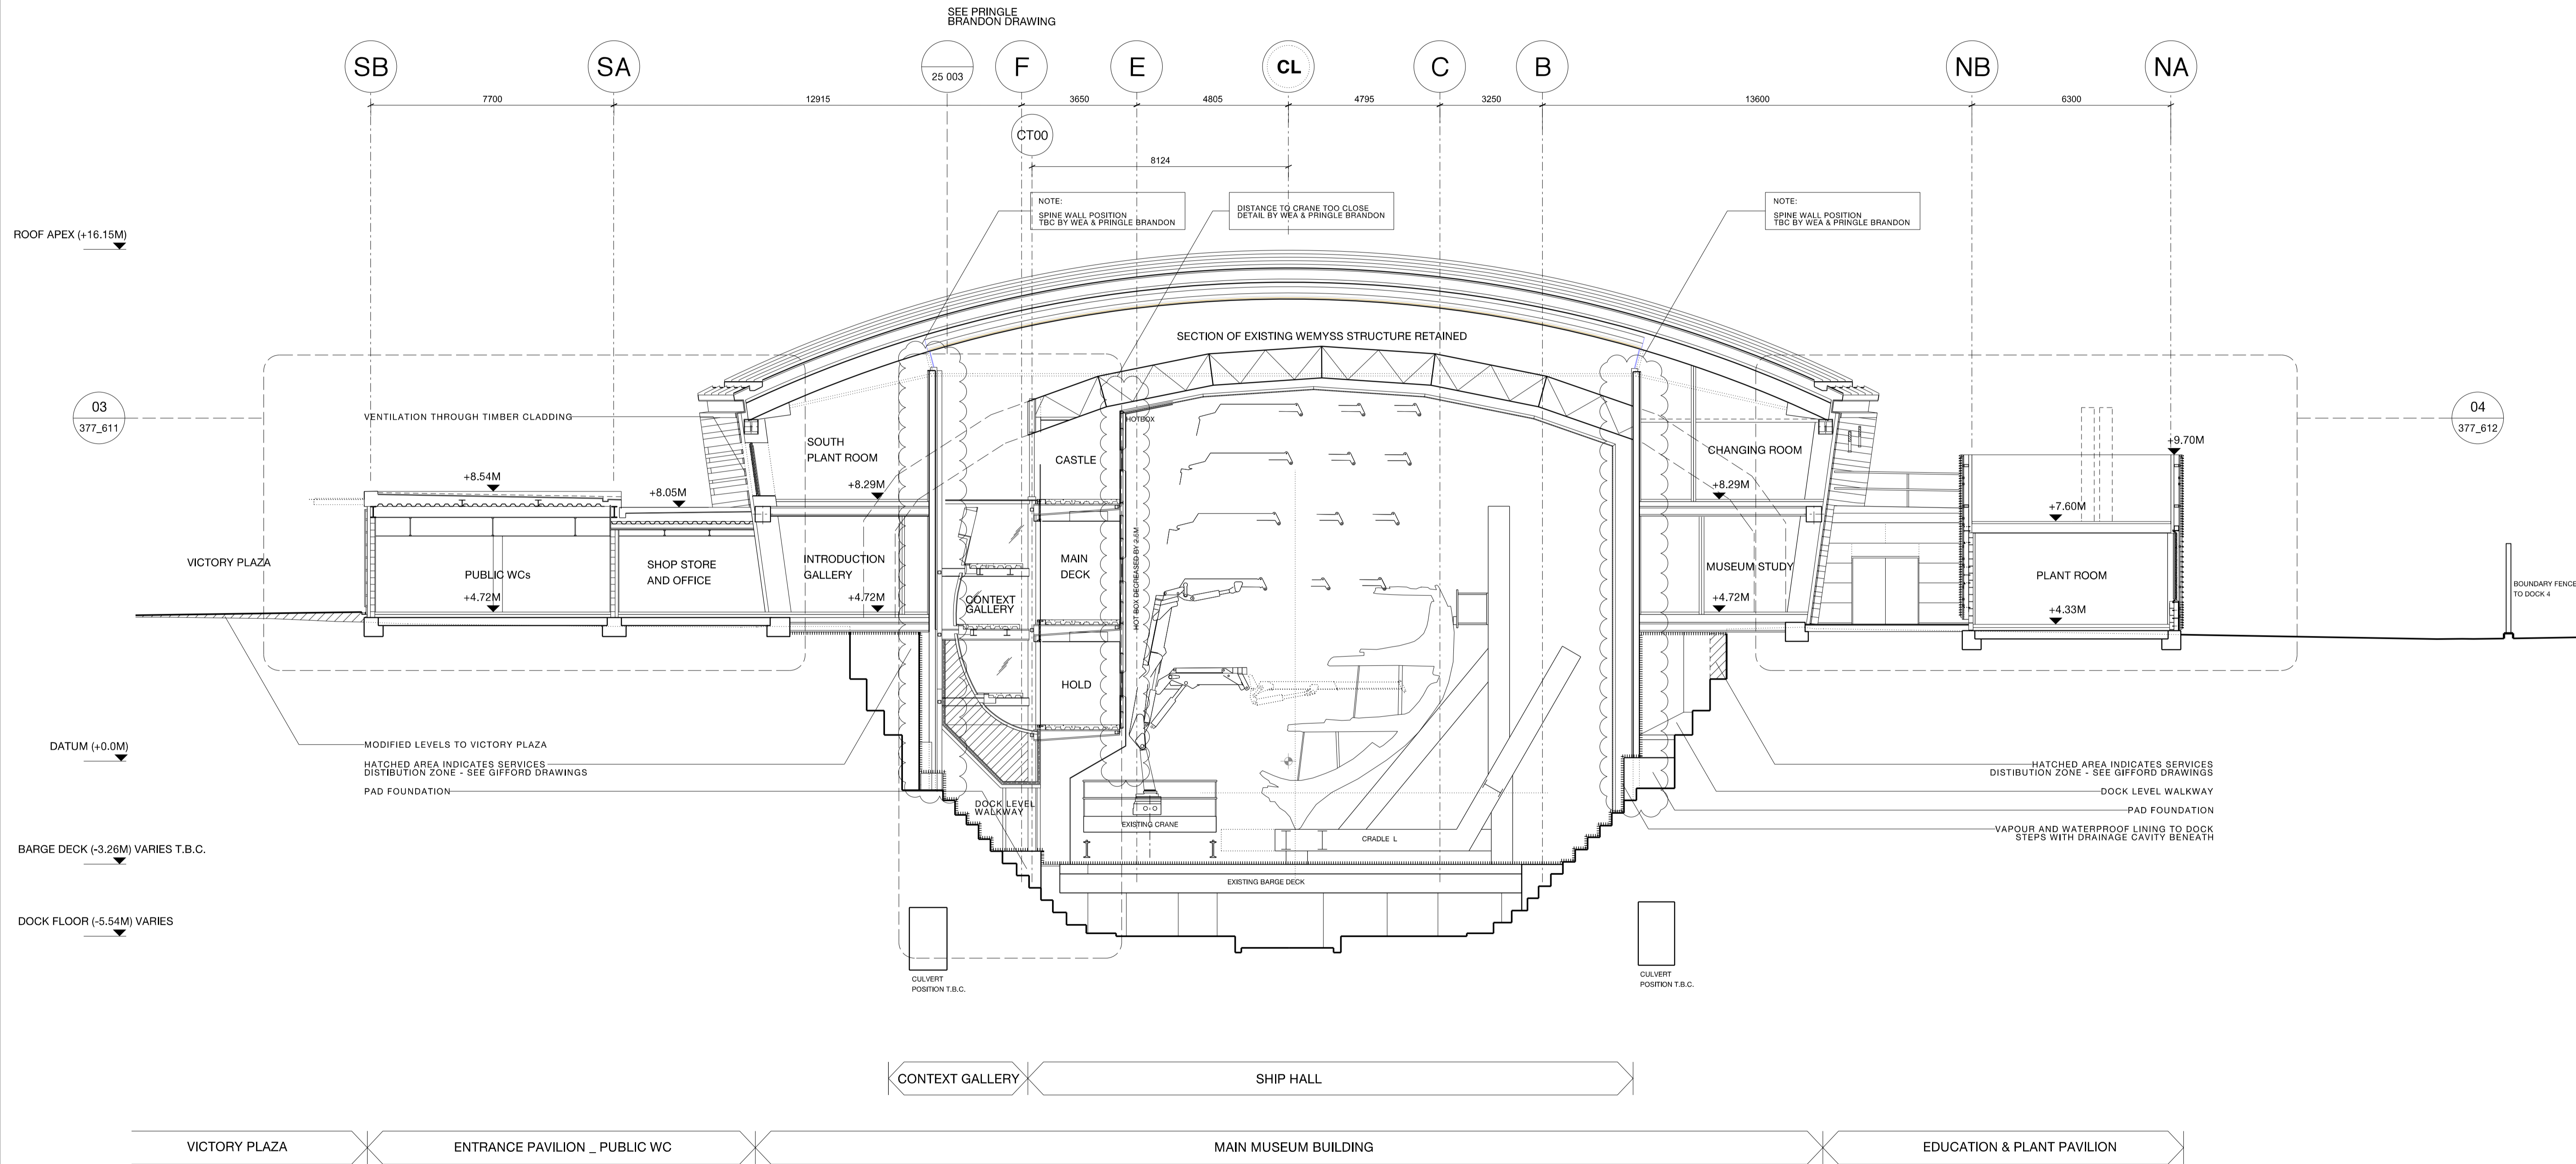 SEE PRINGLE
BRANDON DRAWING
SB
SA
25 003
F
E
CL
C
B
NB
NA
7700
12915
3650
4805
4795
3250
13600
6300
CT00
8124
NOTE:
SPINE WALL POSITION
TBC BY WEA & PRINGLE BRANDON
DISTANCE TO CRANE TOO CLOSE
DETAIL BY WEA & PRINGLE BRANDON
NOTE:
SPINE WALL POSITION
TBC BY WEA & PRINGLE BRANDON
ROOF APEX (+16.15M)
SECTION OF EXISTING WEMYSS STRUCTURE RETAINED
03
377_611
VENTILATION THROUGH TIMBER CLADDING
HOTBOX
04
377_612
SOUTH
PLANT ROOM
CASTLE
CHANGING ROOM
+9.70M
+8.54M
+8.05M
+8.29M
+8.29M
+7.60M
HOT BOX DECREASED BY 2.5M
VICTORY PLAZA
PUBLIC WCs
SHOP STORE
AND OFFICE
INTRODUCTION
GALLERY
MAIN
DECK
MUSEUM STUDY
PLANT ROOM
BOUNDARY FENCE
TO DOCK 4
+4.72M
+4.72M
CONTEXT
GALLERY
+4.72M
+4.33M
HOLD
DATUM (+0.0M)
MODIFIED LEVELS TO VICTORY PLAZA
HATCHED AREA INDICATES SERVICES
DISTIBUTION ZONE - SEE GIFFORD DRAWINGS
PAD FOUNDATION
HATCHED AREA INDICATES SERVICES
DISTIBUTION ZONE - SEE GIFFORD DRAWINGS
DOCK LEVEL WALKWAY
PAD FOUNDATION
VAPOUR AND WATERPROOF LINING TO DOCK
STEPS WITH DRAINAGE CAVITY BENEATH
DOCK LEVEL
WALKWAY
EXISTING CRANE
CRADLE L
BARGE DECK (-3.26M) VARIES T.B.C.
EXISTING BARGE DECK
DOCK FLOOR (-5.54M) VARIES
CULVERT
POSITION T.B.C.
CULVERT
POSITION T.B.C.
CONTEXT GALLERY
SHIP HALL
VICTORY PLAZA
ENTRANCE PAVILION _ PUBLIC WC
MAIN MUSEUM BUILDING
EDUCATION & PLANT PAVILION